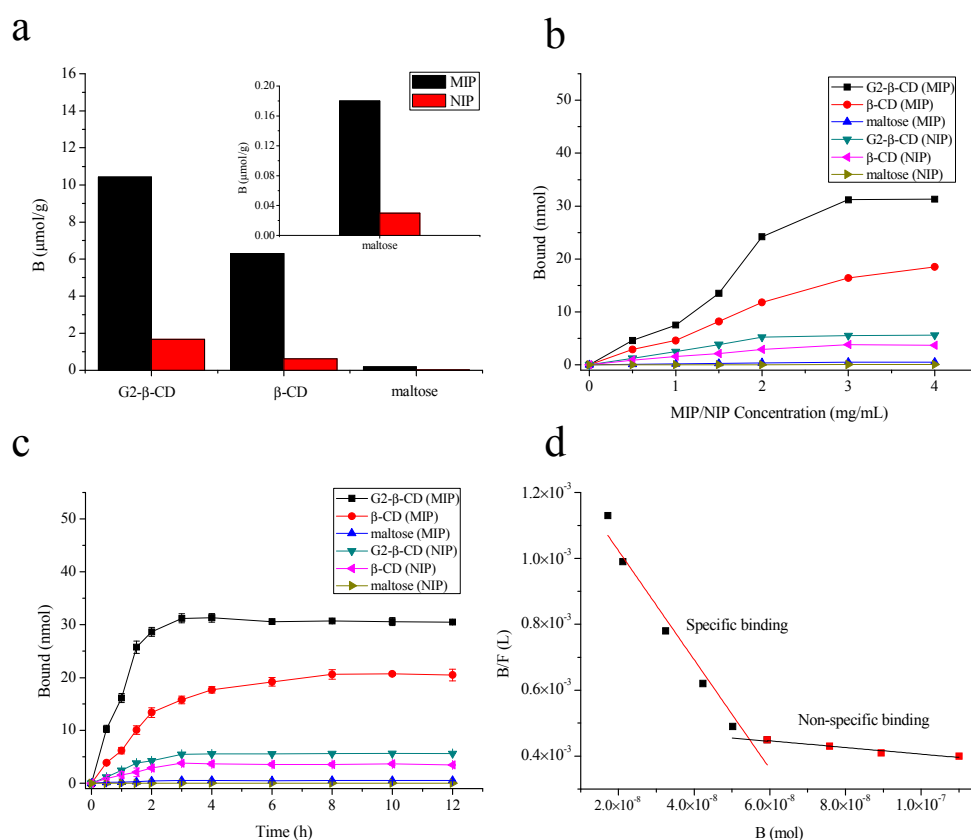 a
16
14
12
10
8
6
4
2
0
B (μmol/g)
G2-β-CD
β-CD
maltose
0.20
0.16
0.12
0.08
0.04
0.00
B (μmol/g)
maltose
MIP
NIP
b
50
40
30
20
10
0
Bound (nmol)
0
1
2
3
4
MIP/NIP Concentration (mg/mL)
G2-β-CD (MIP)
β-CD (MIP)
maltose (MIP)
G2-β-CD (NIP)
β-CD (NIP)
maltose (NIP)
c
50
40
30
20
10
0
Bound (nmol)
0
2
4
6
8
10
12
Time (h)
G2-β-CD (MIP)
β-CD (MIP)
maltose (MIP)
G2-β-CD (NIP)
β-CD (NIP)
maltose (NIP)
d
1.2×10⁻³
1.0×10⁻³
0.8×10⁻³
0.6×10⁻³
0.4×10⁻³
B/F (L)
Specific binding
Non-specific binding
2.0×10⁻⁸
4.0×10⁻⁸
6.0×10⁻⁸
8.0×10⁻⁸
1.0×10⁻⁷
B (mol)